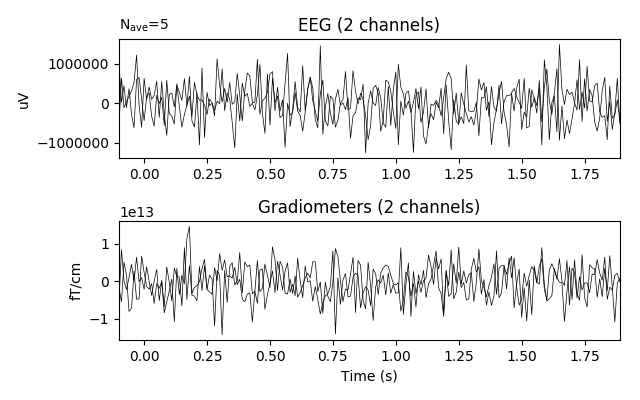 N_ave=5
EEG (2 channels)
1000000
0
−1000000
uV
0.00 0.25 0.50 0.75 1.00 1.25 1.50 1.75
1e13
Gradiometers (2 channels)
1
0
−1
fT/cm
0.00 0.25 0.50 0.75 1.00 1.25 1.50 1.75
Time (s)